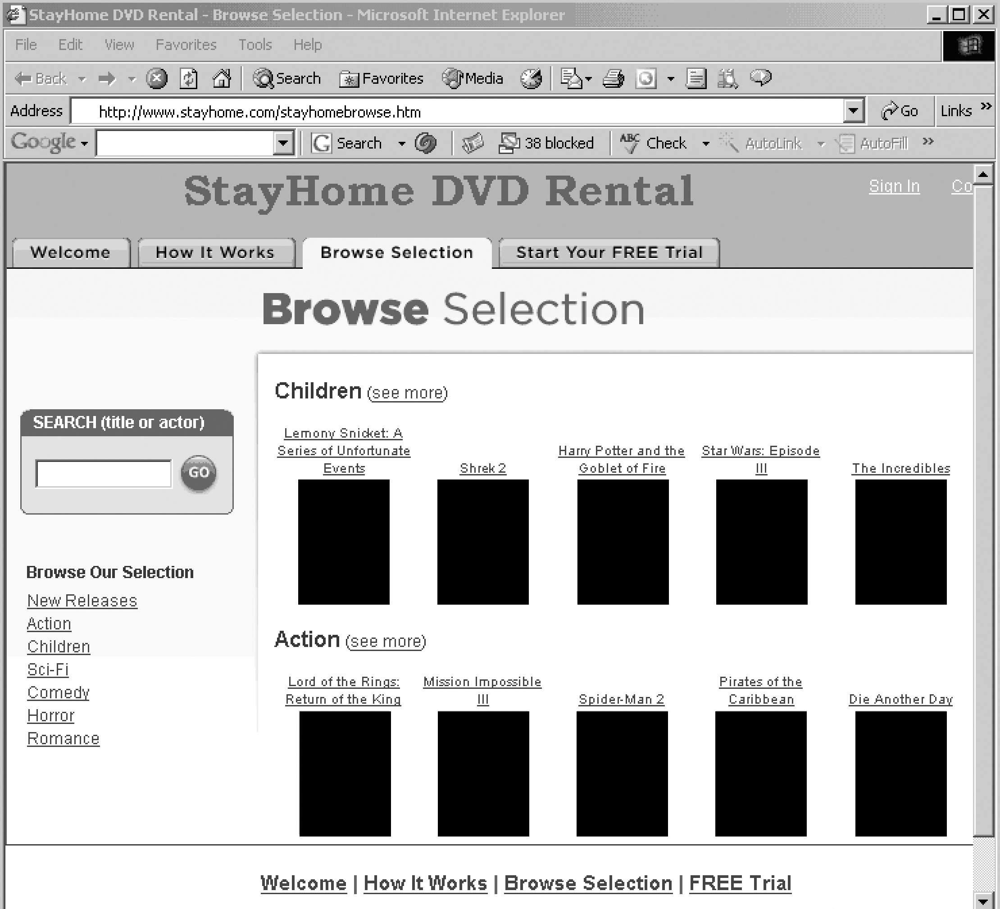 StayHome DVD Rental - Browse Selection - Microsoft Internet Explorer
File Edit View Favorites Tools Help
Back Search Favorites Media
Address http://www.stayhome.com/stayhomebrowse.htm Go Links »
Google G Search 38 blocked ABC Check AutoLink AutoFill »
StayHome DVD Rental
Sign In Co
Welcome How It Works Browse Selection Start Your FREE Trial
Browse Selection
SEARCH (title or actor)
GO
Browse Our Selection
New Releases
Action
Children
Sci-Fi
Comedy
Horror
Romance
Children (see more)
Lemony Snicket: A
Series of Unfortunate
Events
Shrek 2
Harry Potter and the
Goblet of Fire
Star Wars: Episode
III
The Incredibles
Action (see more)
Lord of the Rings:
Return of the King
Mission Impossible
III
Spider-Man 2
Pirates of the
Caribbean
Die Another Day
Welcome | How It Works | Browse Selection | FREE Trial